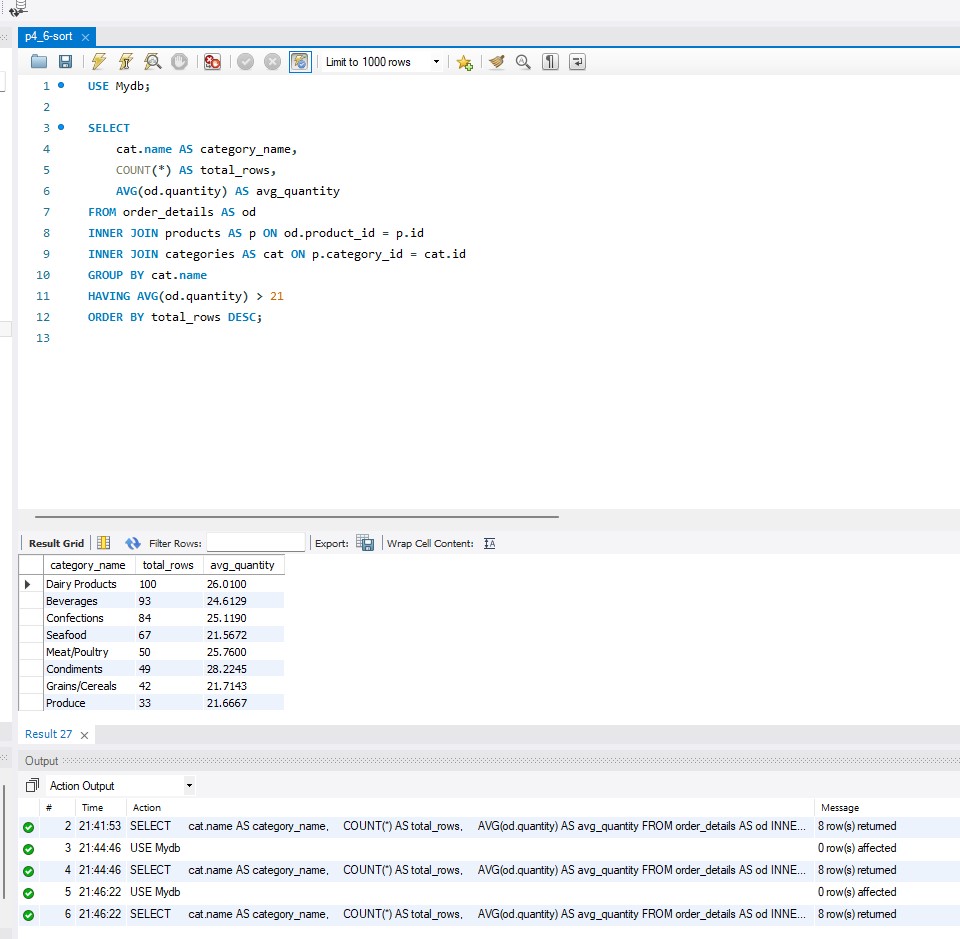 p4_6-sort
Limit to 1000 rows
1 USE Mydb;
2
3 SELECT
4 cat.name AS category_name,
5 COUNT(*) AS total_rows,
6 AVG(od.quantity) AS avg_quantity
7 FROM order_details AS od
8 INNER JOIN products AS p ON od.product_id = p.id
9 INNER JOIN categories AS cat ON p.category_id = cat.id
10 GROUP BY cat.name
11 HAVING AVG(od.quantity) > 21
12 ORDER BY total_rows DESC;
13
Result Grid Filter Rows: Export: Wrap Cell Content:
category_name total_rows avg_quantity
Dairy Products 100 26.0100
Beverages 93 24.6129
Confections 84 25.1190
Seafood 67 21.5672
Meat/Poultry 50 25.7600
Condiments 49 28.2245
Grains/Cereals 42 21.7143
Produce 33 21.6667
Result 27
Output
Action Output
# Time Action Message
2 21:41:53 SELECT cat.name AS category_name, COUNT(*) AS total_rows, AVG(od.quantity) AS avg_quantity FROM order_details AS od INNE... 8 row(s) returned
3 21:44:46 USE Mydb 0 row(s) affected
4 21:44:46 SELECT cat.name AS category_name, COUNT(*) AS total_rows, AVG(od.quantity) AS avg_quantity FROM order_details AS od INNE... 8 row(s) returned
5 21:46:22 USE Mydb 0 row(s) affected
6 21:46:22 SELECT cat.name AS category_name, COUNT(*) AS total_rows, AVG(od.quantity) AS avg_quantity FROM order_details AS od INNE... 8 row(s) returned